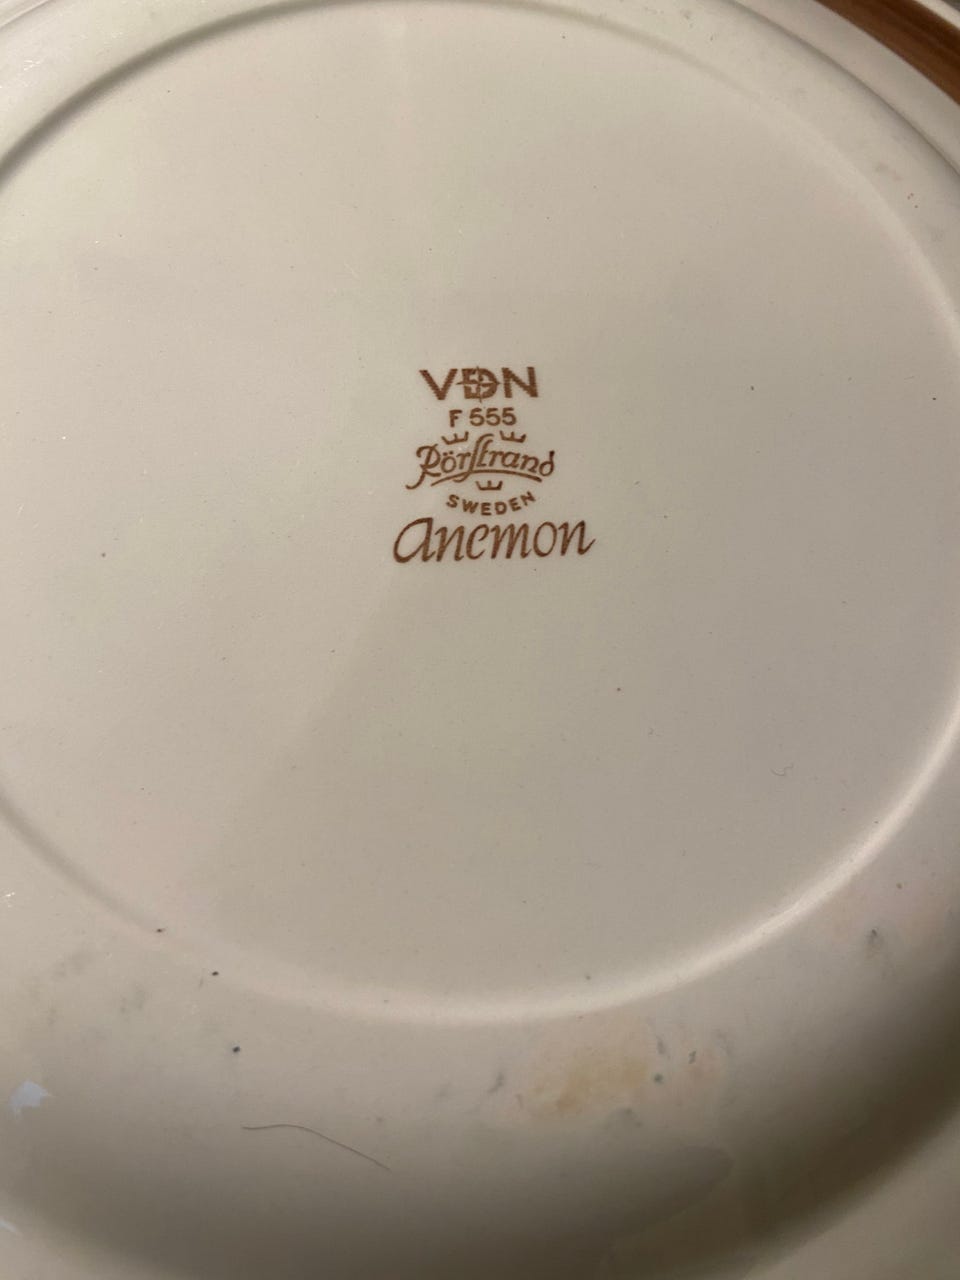 VDN
F 555
Rörstrand
SWEDEN
Anemon